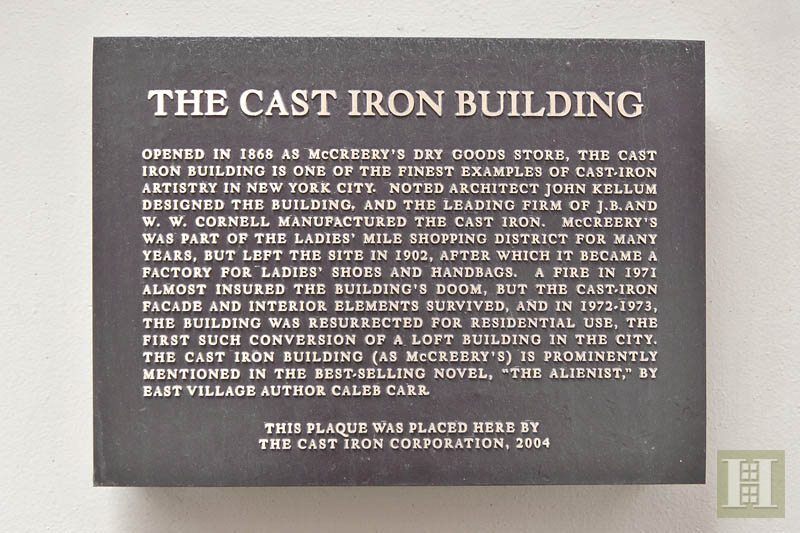 THE CAST IRON BUILDING
OPENED IN 1868 AS McCREERY'S DRY GOODS STORE, THE CAST
IRON BUILDING IS ONE OF THE FINEST EXAMPLES OF CAST-IRON
ARTISTRY IN NEW YORK CITY. NOTED ARCHITECT JOHN KELLUM
DESIGNED THE BUILDING, AND THE LEADING FIRM OF J.B. AND
W. W. CORNELL MANUFACTURED THE CAST IRON. McCREERY'S
WAS PART OF THE LADIES' MILE SHOPPING DISTRICT FOR MANY
YEARS, BUT LEFT THE SITE IN 1902, AFTER WHICH IT BECAME A
FACTORY FOR LADIES' SHOES AND HANDBAGS. A FIRE IN 1971
ALMOST INSURED THE BUILDING'S DOOM, BUT THE CAST-IRON
FACADE AND INTERIOR ELEMENTS SURVIVED, AND IN 1972-1973,
THE BUILDING WAS RESURRECTED FOR RESIDENTIAL USE, THE
FIRST SUCH CONVERSION OF A LOFT BUILDING IN THE CITY.
THE CAST IRON BUILDING (AS McCREERY'S) IS PROMINENTLY
MENTIONED IN THE BEST-SELLING NOVEL, "THE ALIENIST," BY
EAST VILLAGE AUTHOR CALEB CARR.
THIS PLAQUE WAS PLACED HERE BY
THE CAST IRON CORPORATION, 2004
H